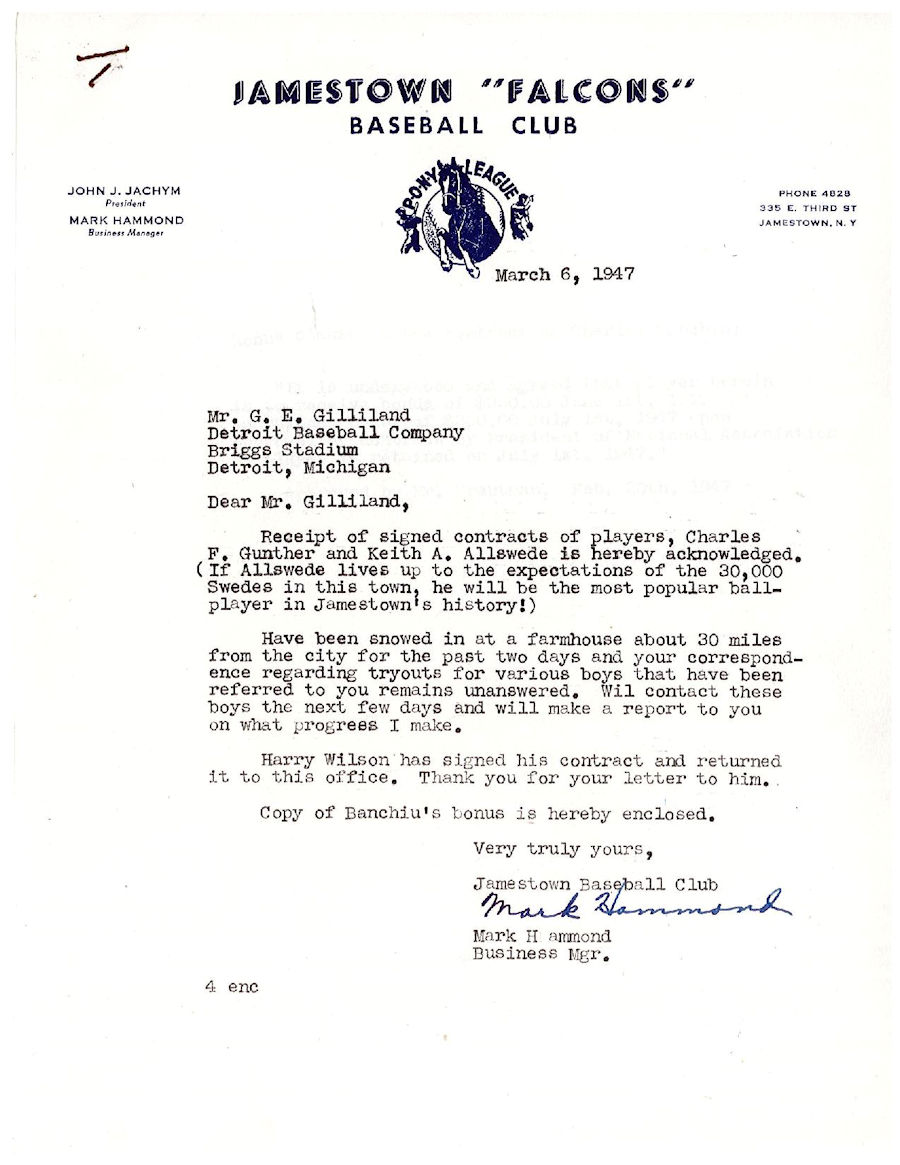 JAMESTOWN "FALCONS"
BASEBALL CLUB
PONY LEAGUE
JOHN J. JACHYM
President
MARK HAMMOND
Business Manager
PHONE 4828
335 E. THIRD ST
JAMESTOWN, N. Y
March 6, 1947
Mr. G. E. Gilliland
Detroit Baseball Company
Briggs Stadium
Detroit, Michigan
Dear Mr. Gilliland,
Receipt of signed contracts of players, Charles
F. Gunther and Keith A. Allswede is hereby acknowledged.
(If Allswede lives up to the expectations of the 30,000
Swedes in this town, he will be the most popular ball-
player in Jamestown's history!)
Have been snowed in at a farmhouse about 30 miles
from the city for the past two days and your correspond-
ence regarding tryouts for various boys that have been
referred to you remains unanswered. Wil contact these
boys the next few days and will make a report to you
on what progress I make.
Harry Wilson has signed his contract and returned
it to this office. Thank you for your letter to him.
Copy of Banchiu's bonus is hereby enclosed.
Very truly yours,
Jamestown Baseball Club
Mark Hammond
Mark H ammond
Business Mgr.
4 enc